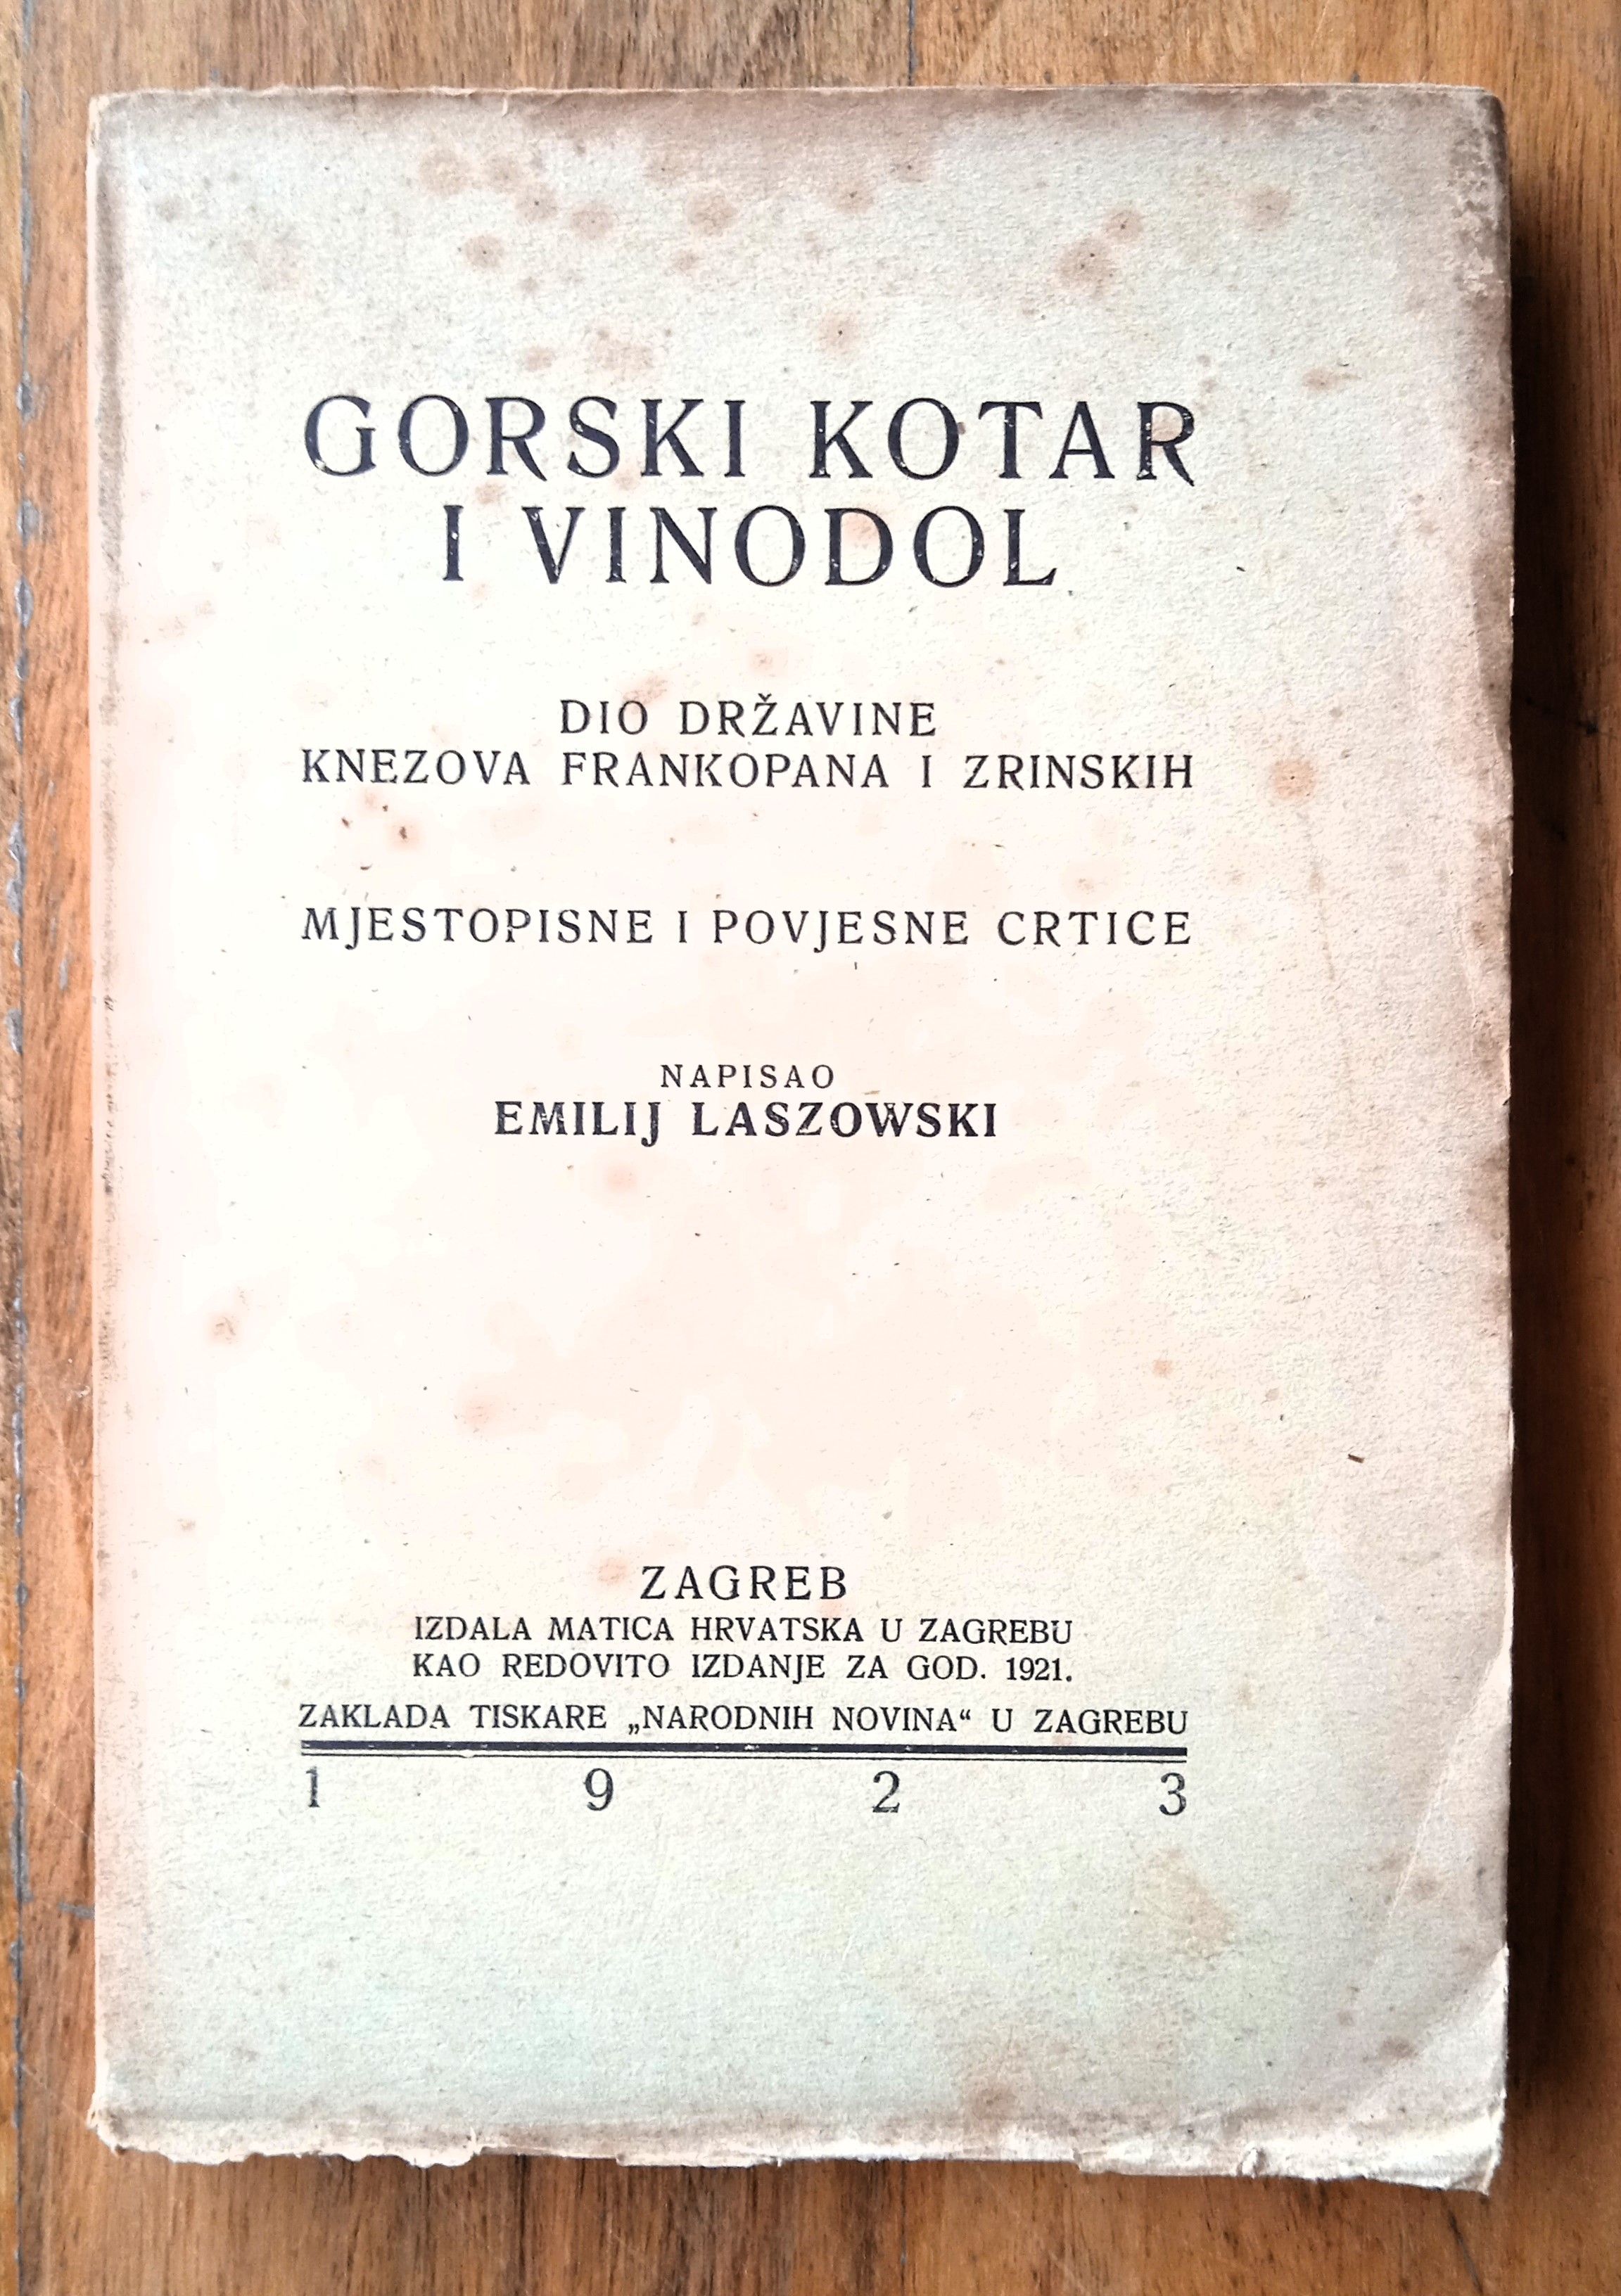 GORSKI KOTAR
I VINODOL
DIO DRŽAVINE
KNEZOVA FRANKOPANA I ZRINSKIH
MJESTOPISNE I POVJESNE CRTICE
NAPISAO
EMILIJ LASZOWSKI
ZAGREB
IZDALA MATICA HRVATSKA U ZAGREBU
KAO REDOVITO IZDANJE ZA GOD. 1921.
ZAKLADA TISKARE „NARODNIH NOVINA“ U ZAGREBU
1 9 2 3